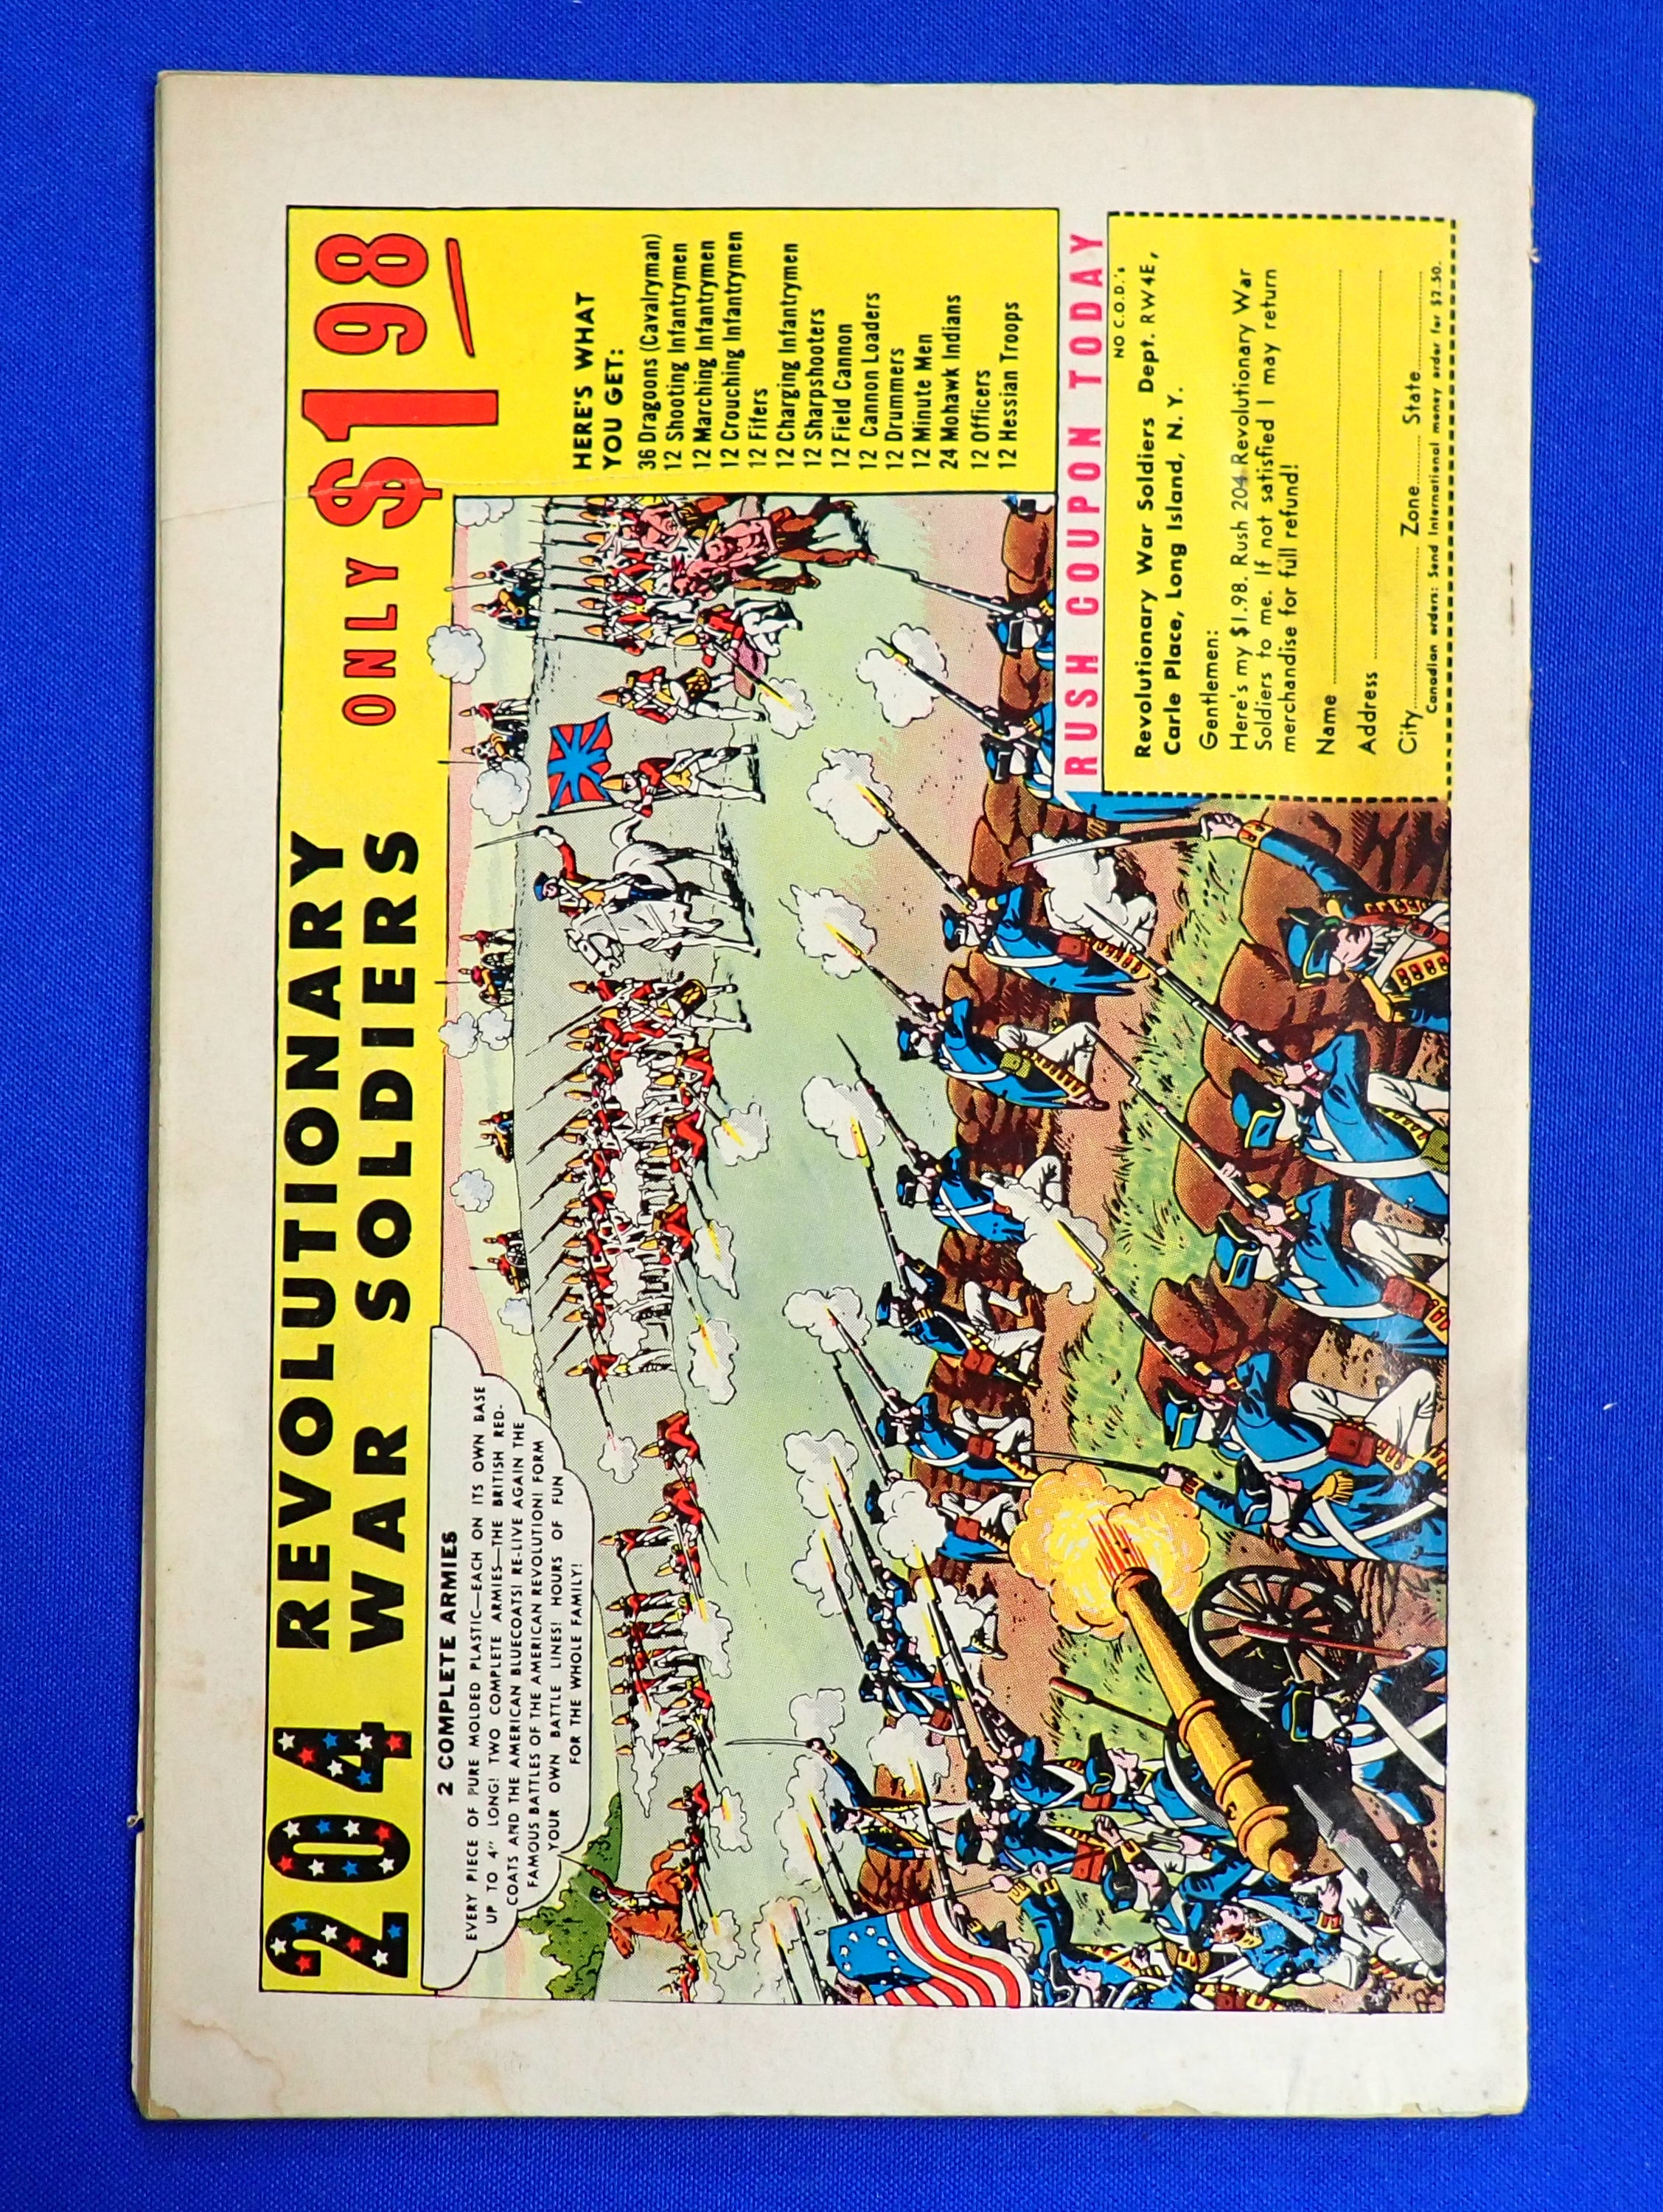 204 REVOLUTIONARY
WAR SOLDIERS
ONLY $1 98
2 COMPLETE ARMIES
EVERY PIECE OF PURE MOLDED PLASTIC—EACH ON ITS OWN BASE
UP TO 4" LONG! TWO COMPLETE ARMIES—THE BRITISH RED-
COATS AND THE AMERICAN BLUECOATS! RE-LIVE AGAIN THE
FAMOUS BATTLES OF THE AMERICAN REVOLUTION! FORM
YOUR OWN BATTLE LINES! HOURS OF FUN
FOR THE WHOLE FAMILY!
HERE'S WHAT
YOU GET:
36 Dragoons (Cavalryman)
12 Shooting Infantrymen
12 Marching Infantrymen
12 Crouching Infantrymen
12 Fifers
12 Charging Infantrymen
12 Sharpshooters
12 Field Cannon
12 Cannon Loaders
12 Drummers
12 Minute Men
24 Mohawk Indians
12 Officers
12 Hessian Troops
RUSH COUPON TODAY
NO C.O.D.'s
Revolutionary War Soldiers Dept. RW4E,
Carle Place, Long Island, N. Y.
Gentlemen:
Here's my $1.98. Rush 204 Revolutionary War
Soldiers to me. If not satisfied I may return
merchandise for full refund!
Name
Address
City Zone State
Canadian orders: Send International money order for $2.50.